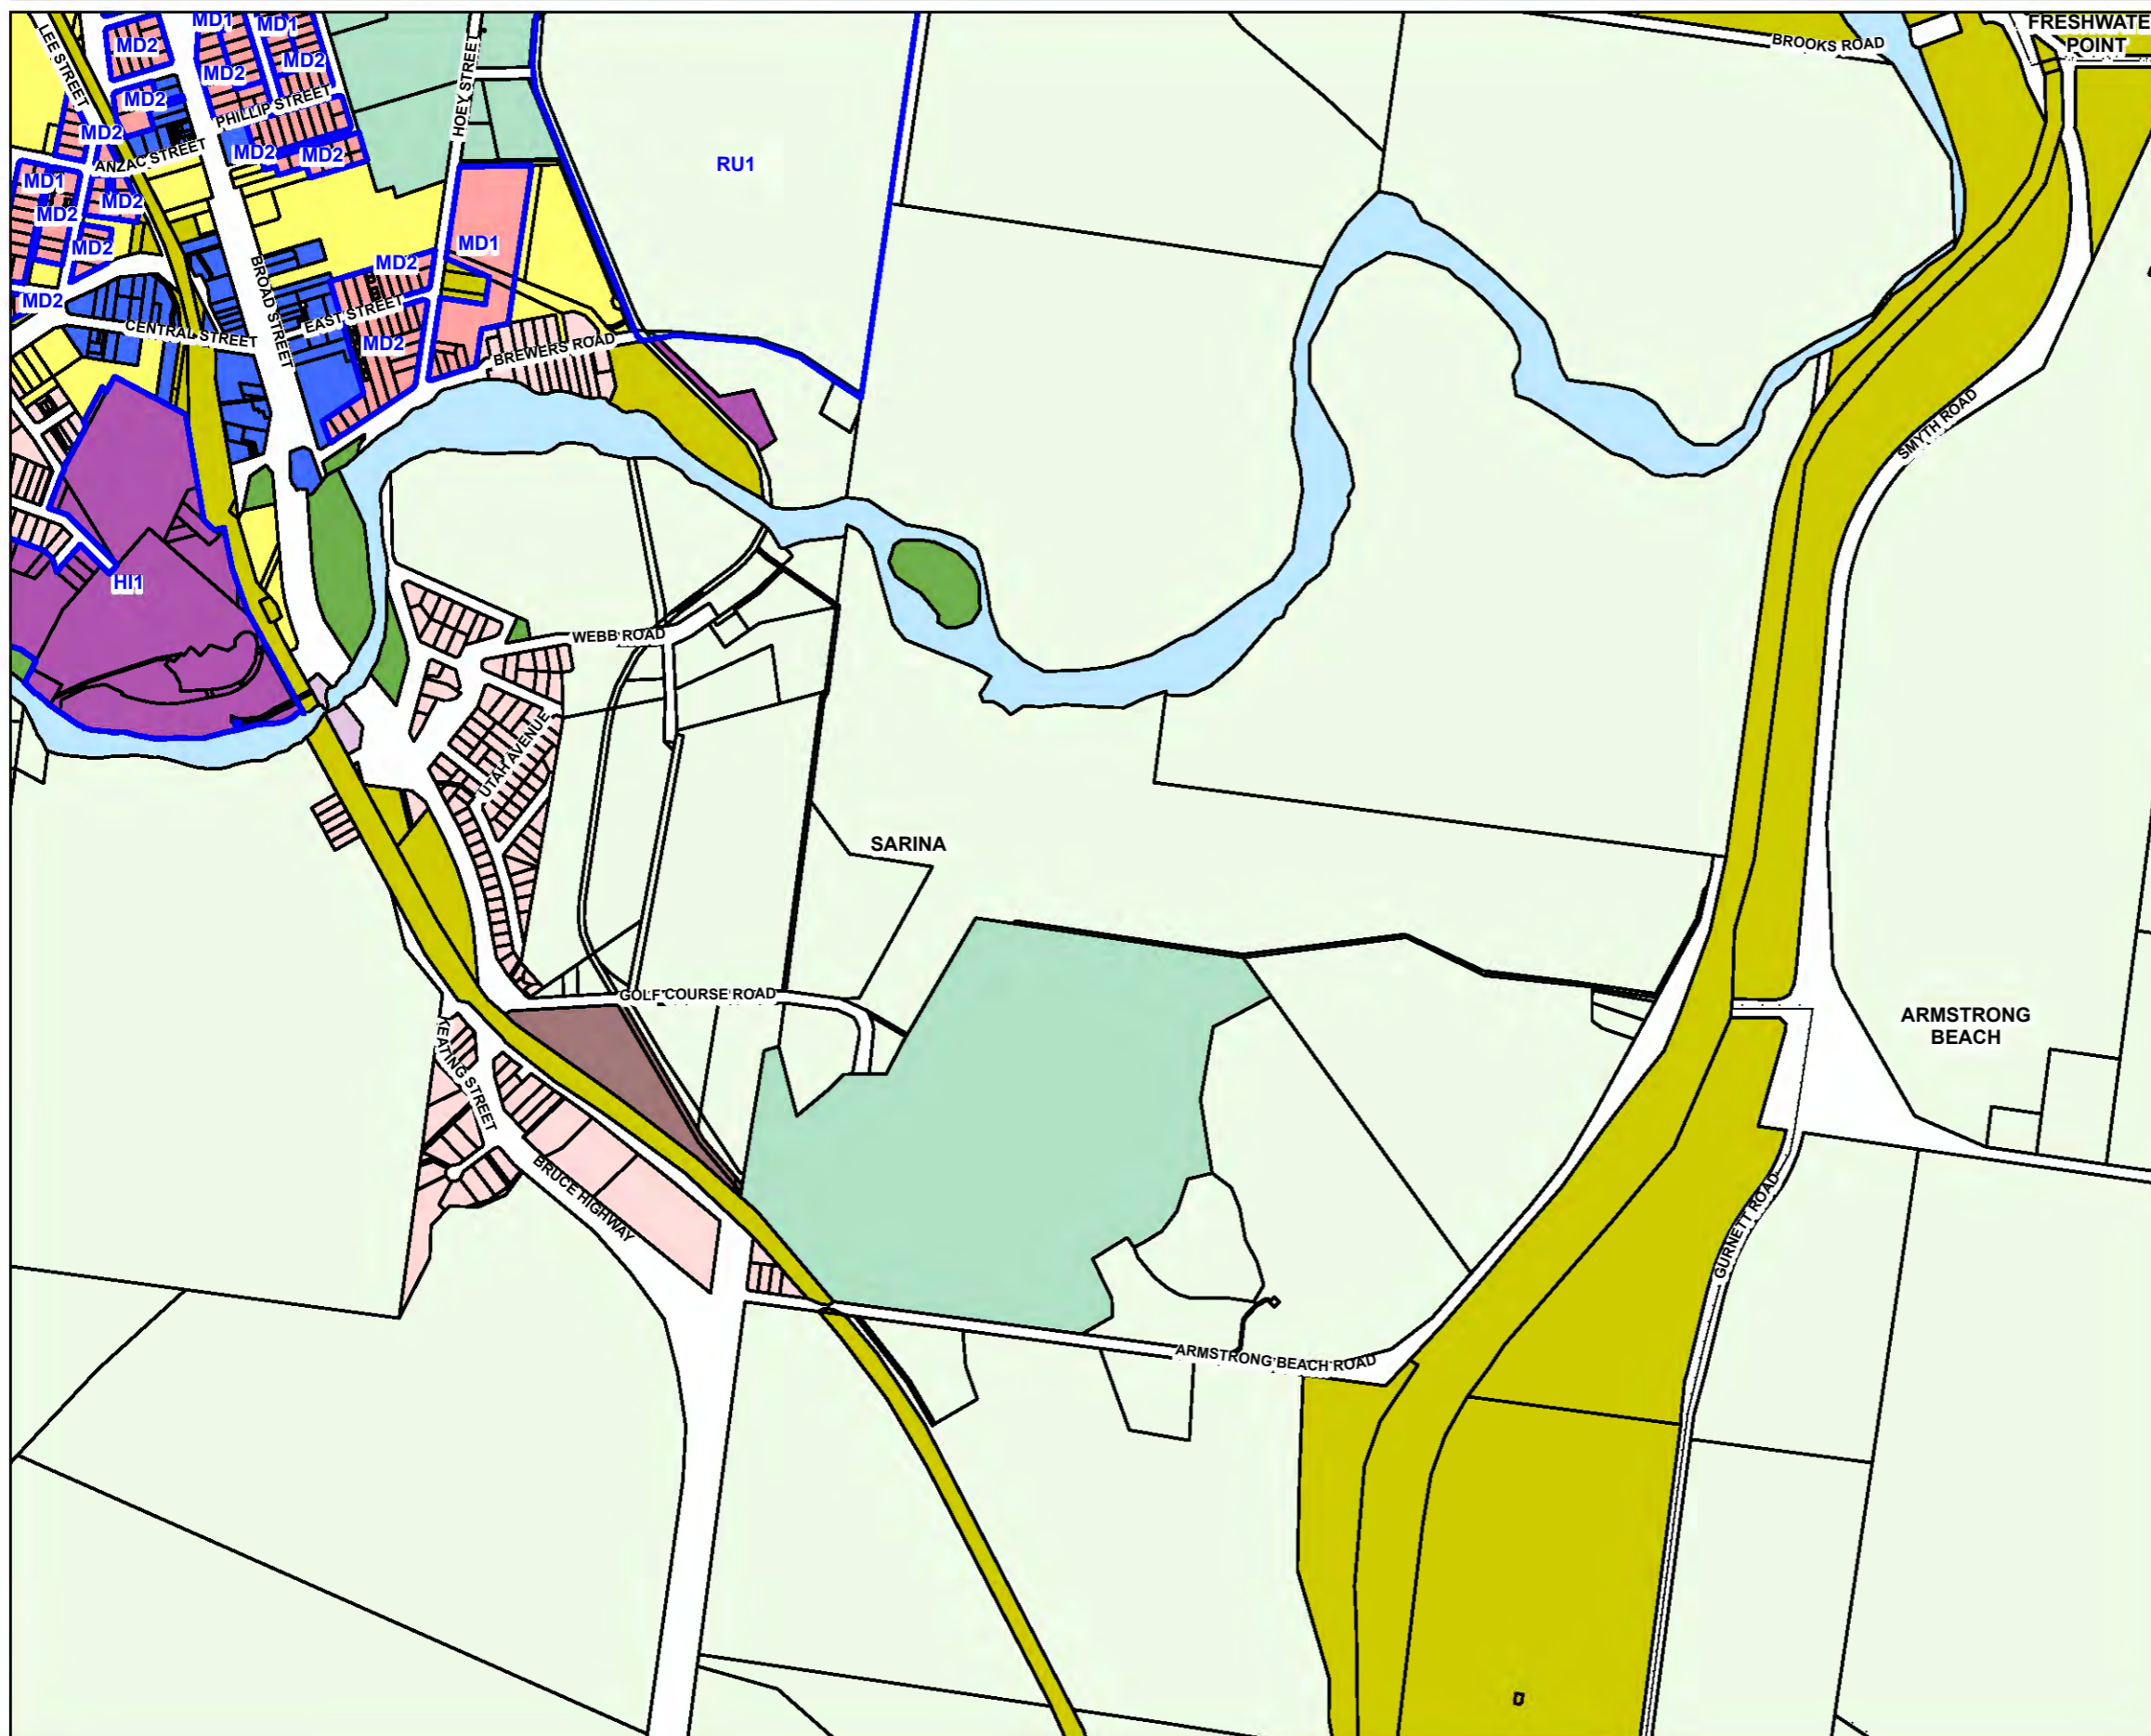 MD1
MD1
FRESHWATE
POINT
LEE STREET
MD2
MD2
MD2
HOEY STREET
BROOKS ROAD
MD2
PHILLIP STREET
MD2
ANZAC STREET
MD2
MD2
RU1
MD1
MD2
MD2
MD2
MD1
MD2
MD2
BROAD STREET
EAST STREET
CENTRAL STREET
MD2
BREWERS ROAD
SMYTH ROAD
HI1
WEBB ROAD
UTAH AVENUE
SARINA
GOLF COURSE ROAD
KEATING STREET
ARMSTRONG
BEACH
BRUCE HIGHWAY
GURNETT ROAD
ARMSTRONG BEACH ROAD